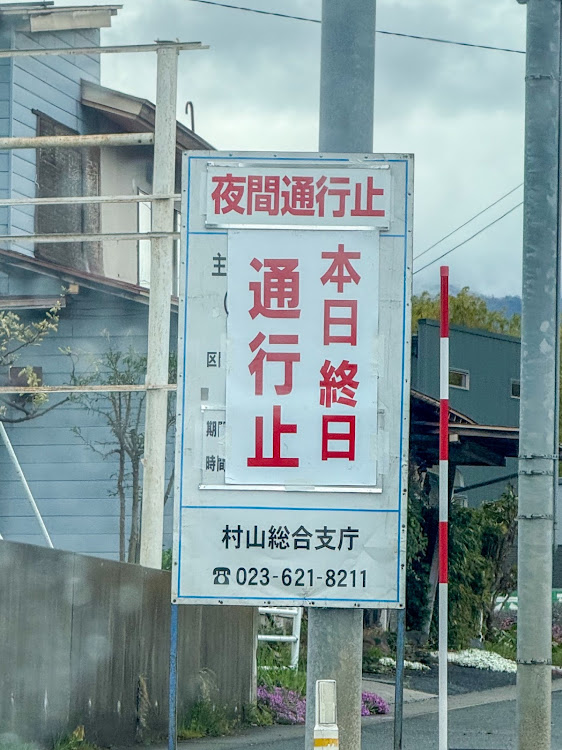 夜間通行止
本日終日
通行止
主
区
期
時間
村山総合支庁
☎023-621-8211